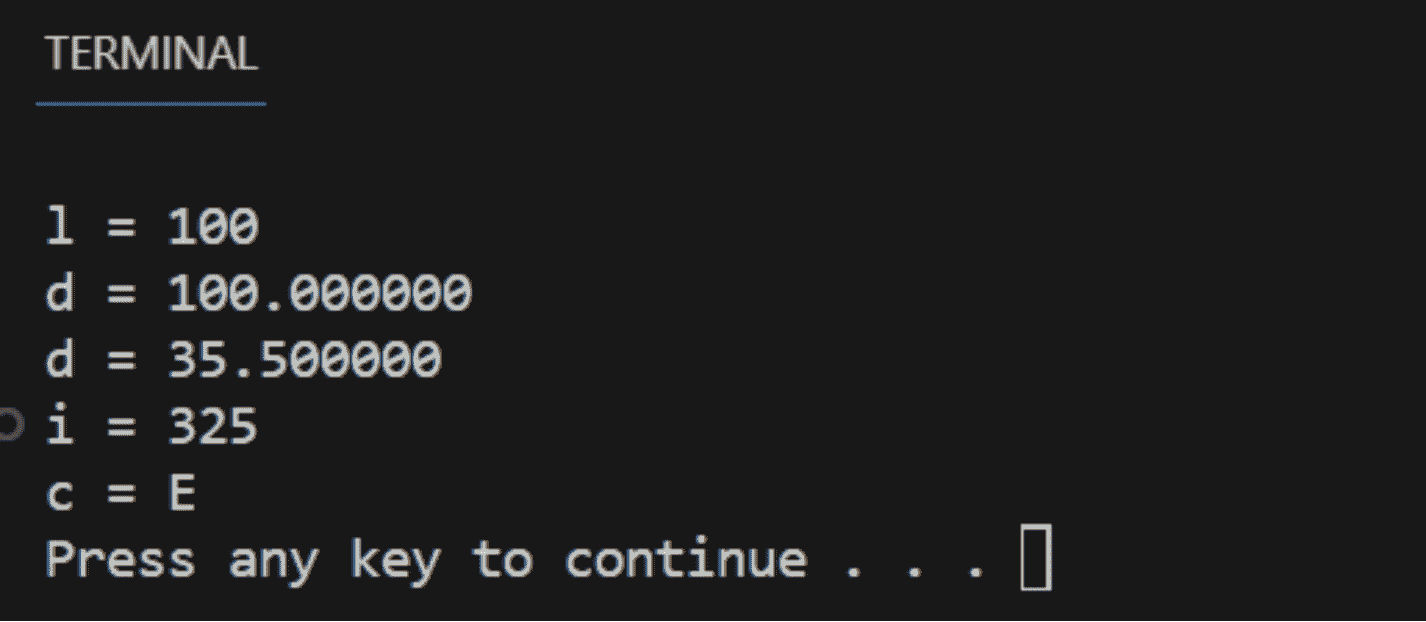 TERMINAL
l = 100
d = 100.000000
d = 35.500000
i = 325
c = E
Press any key to continue . . .